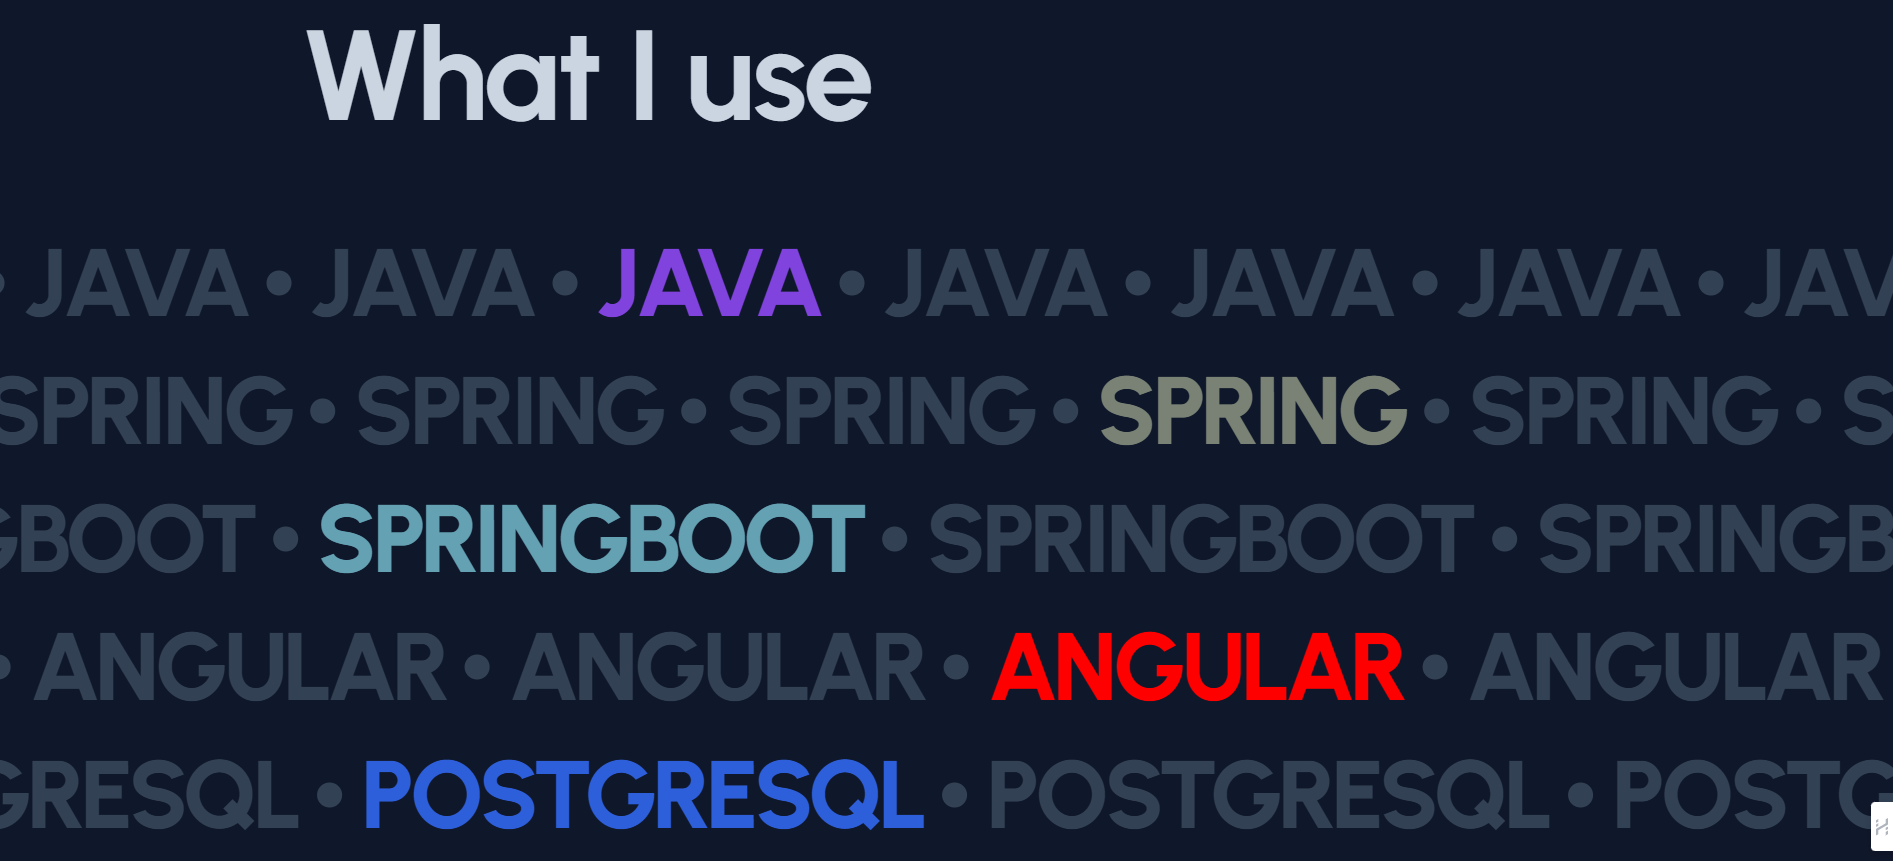 What I use
• JAVA • JAVA • JAVA • JAVA • JAVA • JAVA • JAV
SPRING • SPRING • SPRING • SPRING • SPRING • S
GBOOT • SPRINGBOOT • SPRINGBOOT • SPRINGB
• ANGULAR • ANGULAR • ANGULAR • ANGULAR
GRESQL • POSTGRESQL • POSTGRESQL • POSTG